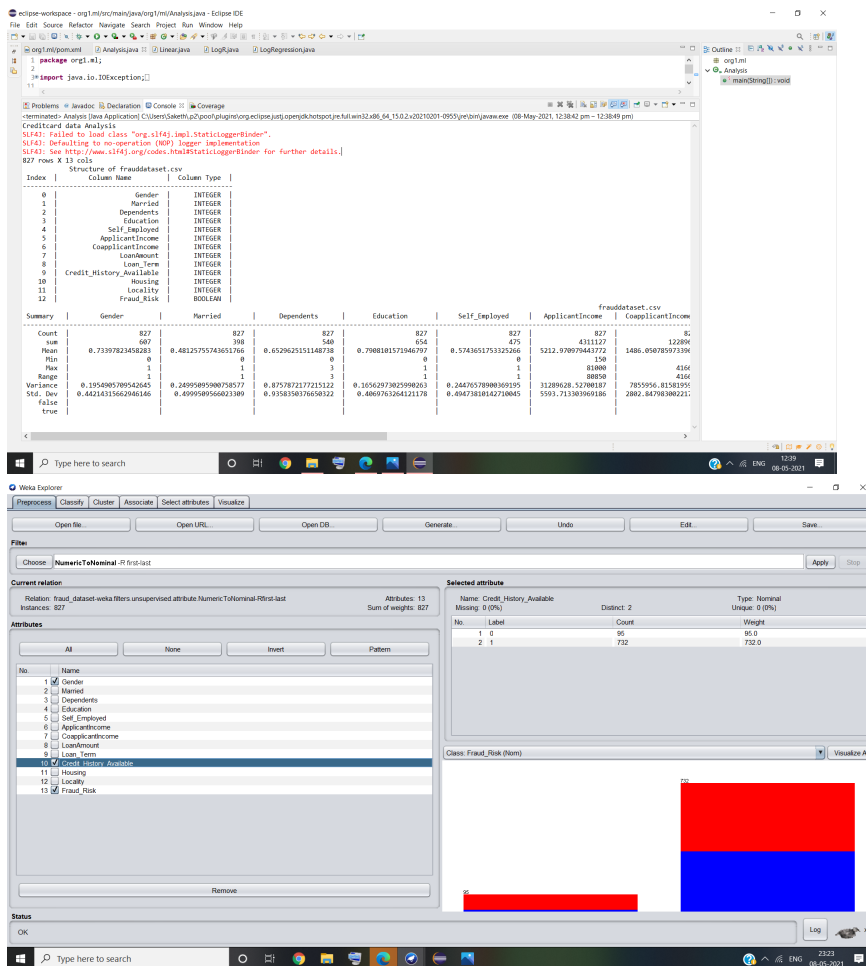 eclipse-workspace - org1.ml/src/main/java/org1/ml/Analysis.java - Eclipse IDE
File Edit Source Refactor Navigate Search Project Run Window Help
org1.ml/pom.xml Analysis.java Linear.java LogR.java LogRegression.java
1 package org1.ml;
2
3 import java.io.IOException;
11
Outline
org1.ml
Analysis
main(String[]) : void
Problems Javadoc Declaration Console Coverage
<terminated> Analysis [Java Application] C:\Users\Saketh\.p2\pool\plugins\org.eclipse.justj.openjdk.hotspot.jre.full.win32.x86_64_15.0.2.v20210201-0955\jre\bin\javaw.exe (08-May-2021, 12:38:42 pm – 12:38:49 pm)
Creditcard data Analysis
SLF4J: Failed to load class "org.slf4j.impl.StaticLoggerBinder".
SLF4J: Defaulting to no-operation (NOP) logger implementation
SLF4J: See http://www.slf4j.org/codes.html#StaticLoggerBinder for further details.
827 rows X 13 cols
Structure of frauddataset.csv
Index | Column Name | Column Type |
0 | Gender | INTEGER |
1 | Married | INTEGER |
2 | Dependents | INTEGER |
3 | Education | INTEGER |
4 | Self_Employed | INTEGER |
5 | ApplicantIncome | INTEGER |
6 | CoapplicantIncome | INTEGER |
7 | LoanAmount | INTEGER |
8 | Loan_Term | INTEGER |
9 | Credit_History_Available | INTEGER |
10 | Housing | INTEGER |
11 | Locality | INTEGER |
12 | Fraud_Risk | BOOLEAN |
frauddataset.csv
Summary | Gender | Married | Dependents | Education | Self_Employed | ApplicantIncome | CoapplicantIncome
Count | 827 | 827 | 827 | 827 | 827 | 827 | 82
sum | 607 | 398 | 540 | 654 | 475 | 4311127 | 122896
Mean | 0.73397823458283 | 0.48125755743651766 | 0.6529625151148738 | 0.7908101571946797 | 0.5743651753325266 | 5212.970979443772 | 1486.050785973396
Min | 0 | 0 | 0 | 0 | 0 | 150 |
Max | 1 | 1 | 3 | 1 | 1 | 81000 | 4166
Range | 1 | 1 | 3 | 1 | 1 | 80850 | 4166
Variance | 0.1954905709542645 | 0.24995095900758577 | 0.8757872177215122 | 0.16562973025990263 | 0.24476578900369195 | 31289628.52700187 | 7855956.81581959
Std. Dev | 0.44214315662946146 | 0.4999509566023309 | 0.9358350376650322 | 0.4069763264121178 | 0.49473810142710045 | 5593.713303969186 | 2802.847983002217
false |
true |
Type here to search
ENG
12:39
08-05-2021
Weka Explorer
Preprocess Classify Cluster Associate Select attributes Visualize
Open file... Open URL... Open DB... Generate... Undo Edit... Save...
Filter
Choose NumericToNominal -R first-last Apply Stop
Current relation
Relation: fraud_dataset-weka.filters.unsupervised.attribute.NumericToNominal-Rfirst-last Attributes: 13
Instances: 827 Sum of weights: 827
Attributes
All None Invert Pattern
No. Name
1 Gender
2 Married
3 Dependents
4 Education
5 Self_Employed
6 ApplicantIncome
7 CoapplicantIncome
8 LoanAmount
9 Loan_Term
10 Credit_History_Available
11 Housing
12 Locality
13 Fraud_Risk
Remove
Selected attribute
Name: Credit_History_Available Type: Nominal
Missing: 0 (0%) Distinct: 2 Unique: 0 (0%)
No. Label Count Weight
1 0 95 95.0
2 1 732 732.0
Class: Fraud_Risk (Nom) Visualize A
732
95
Status
OK
Log
Type here to search
ENG
23:23
08-05-2021